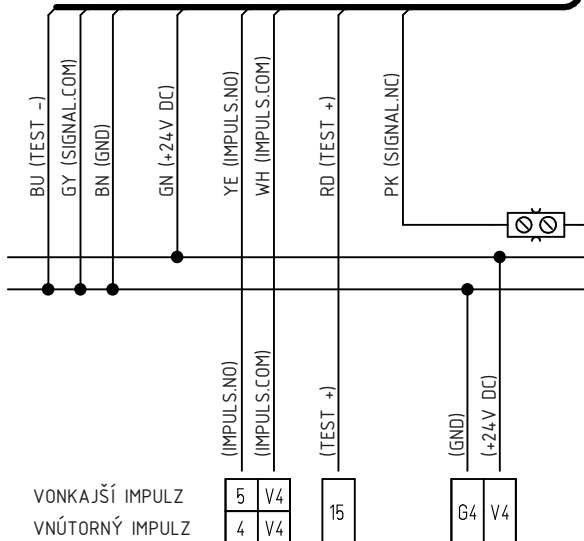 BU (TEST -)
GY (SIGNAL.COM)
BN (GND)
GN (+24V DC)
YE (IMPULS.NO)
WH (IMPULS.COM)
RD (TEST +)
PK (SIGNAL.NC)
(IMPULS.NO)
(IMPULS.COM)
(TEST +)
(GND)
(+24V DC)
VONKAJŠÍ IMPULZ 5 V4
VNÚTORNÝ IMPULZ 4 V4
15
G4 V4